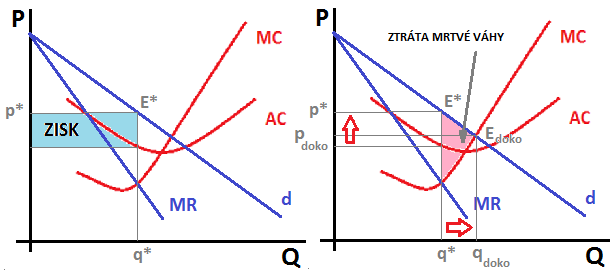 P
MC
p*
E*
AC
ZISK
MR
d
q*
Q
P
ZTRÁTA MRTVÉ VÁHY
MC
p*
E*
AC
p doko
E doko
MR
d
q*
q doko
Q